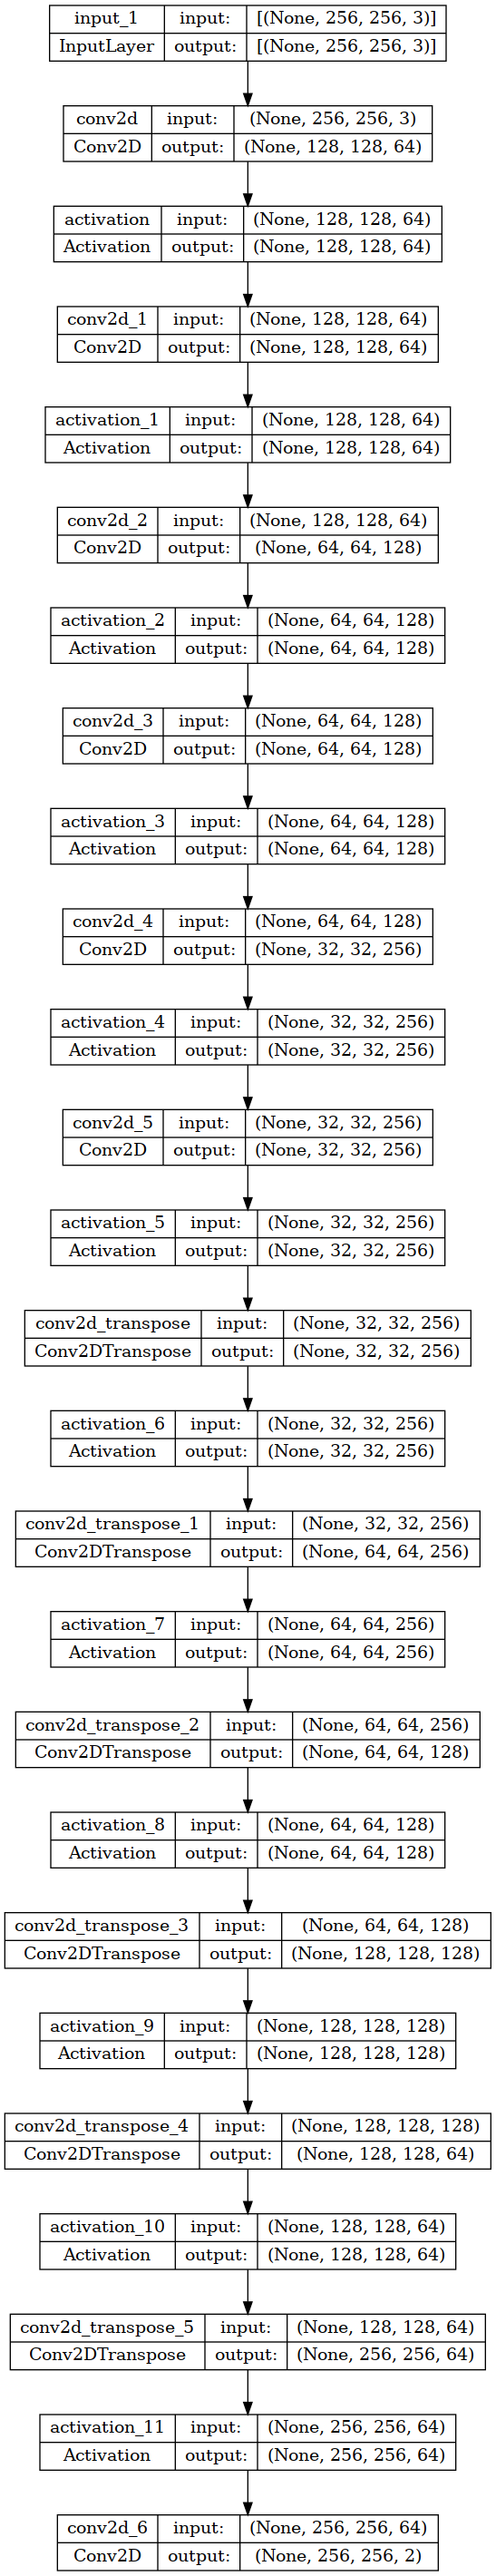 input_1 input: [(None, 256, 256, 3)]
InputLayer output: [(None, 256, 256, 3)]
conv2d input: (None, 256, 256, 3)
Conv2D output: (None, 128, 128, 64)
activation input: (None, 128, 128, 64)
Activation output: (None, 128, 128, 64)
conv2d_1 input: (None, 128, 128, 64)
Conv2D output: (None, 128, 128, 64)
activation_1 input: (None, 128, 128, 64)
Activation output: (None, 128, 128, 64)
conv2d_2 input: (None, 128, 128, 64)
Conv2D output: (None, 64, 64, 128)
activation_2 input: (None, 64, 64, 128)
Activation output: (None, 64, 64, 128)
conv2d_3 input: (None, 64, 64, 128)
Conv2D output: (None, 64, 64, 128)
activation_3 input: (None, 64, 64, 128)
Activation output: (None, 64, 64, 128)
conv2d_4 input: (None, 64, 64, 128)
Conv2D output: (None, 32, 32, 256)
activation_4 input: (None, 32, 32, 256)
Activation output: (None, 32, 32, 256)
conv2d_5 input: (None, 32, 32, 256)
Conv2D output: (None, 32, 32, 256)
activation_5 input: (None, 32, 32, 256)
Activation output: (None, 32, 32, 256)
conv2d_transpose input: (None, 32, 32, 256)
Conv2DTranspose output: (None, 32, 32, 256)
activation_6 input: (None, 32, 32, 256)
Activation output: (None, 32, 32, 256)
conv2d_transpose_1 input: (None, 32, 32, 256)
Conv2DTranspose output: (None, 64, 64, 256)
activation_7 input: (None, 64, 64, 256)
Activation output: (None, 64, 64, 256)
conv2d_transpose_2 input: (None, 64, 64, 256)
Conv2DTranspose output: (None, 64, 64, 128)
activation_8 input: (None, 64, 64, 128)
Activation output: (None, 64, 64, 128)
conv2d_transpose_3 input: (None, 64, 64, 128)
Conv2DTranspose output: (None, 128, 128, 128)
activation_9 input: (None, 128, 128, 128)
Activation output: (None, 128, 128, 128)
conv2d_transpose_4 input: (None, 128, 128, 128)
Conv2DTranspose output: (None, 128, 128, 64)
activation_10 input: (None, 128, 128, 64)
Activation output: (None, 128, 128, 64)
conv2d_transpose_5 input: (None, 128, 128, 64)
Conv2DTranspose output: (None, 256, 256, 64)
activation_11 input: (None, 256, 256, 64)
Activation output: (None, 256, 256, 64)
conv2d_6 input: (None, 256, 256, 64)
Conv2D output: (None, 256, 256, 2)